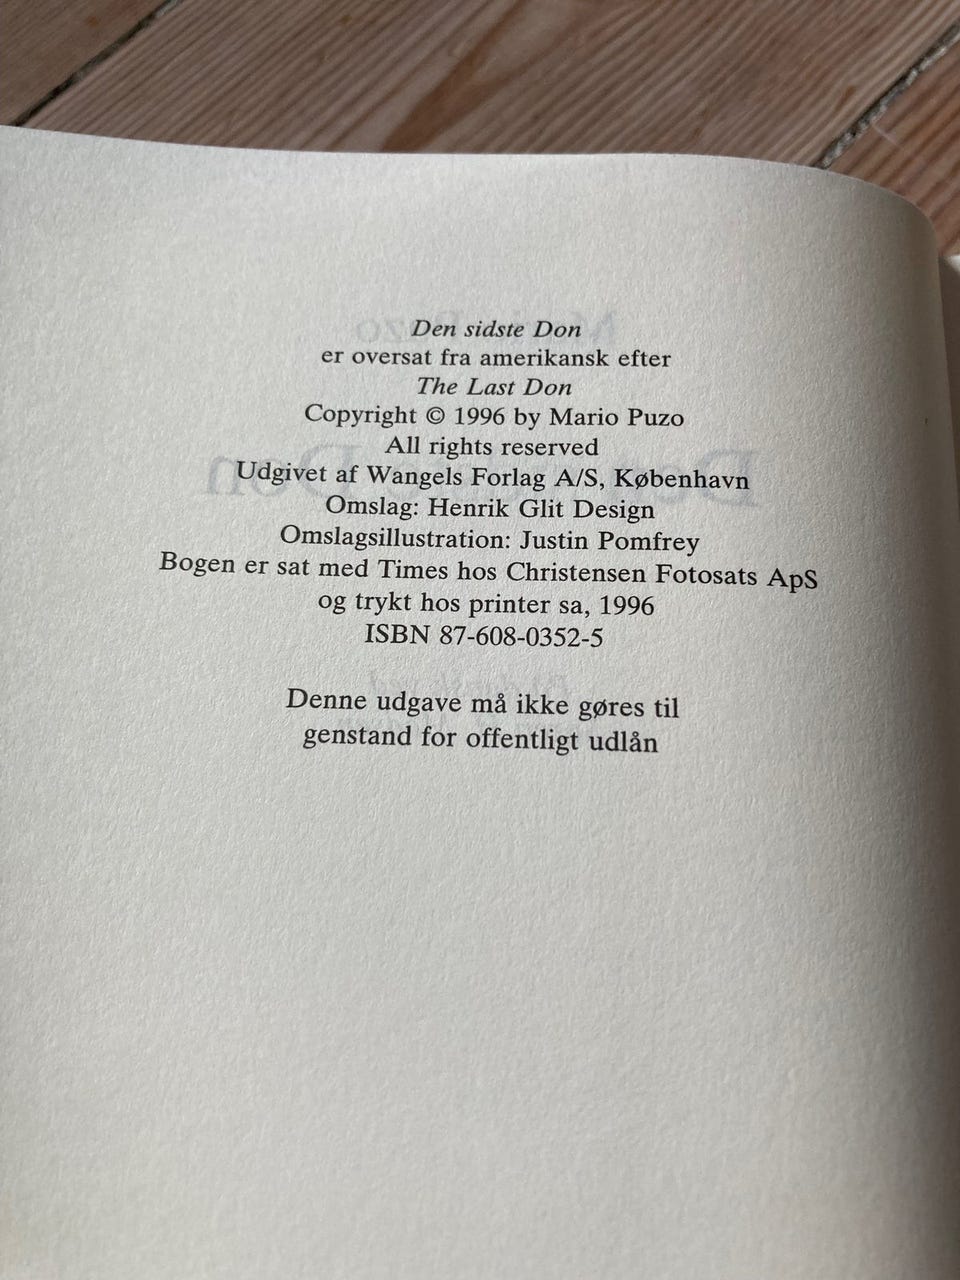 Den sidste Don
er oversat fra amerikansk efter
The Last Don
Copyright © 1996 by Mario Puzo
All rights reserved
Udgivet af Wangels Forlag A/S, København
Omslag: Henrik Glit Design
Omslagsillustration: Justin Pomfrey
Bogen er sat med Times hos Christensen Fotosats ApS
og trykt hos printer sa, 1996
ISBN 87-608-0352-5
Denne udgave må ikke gøres til
genstand for offentligt udlån